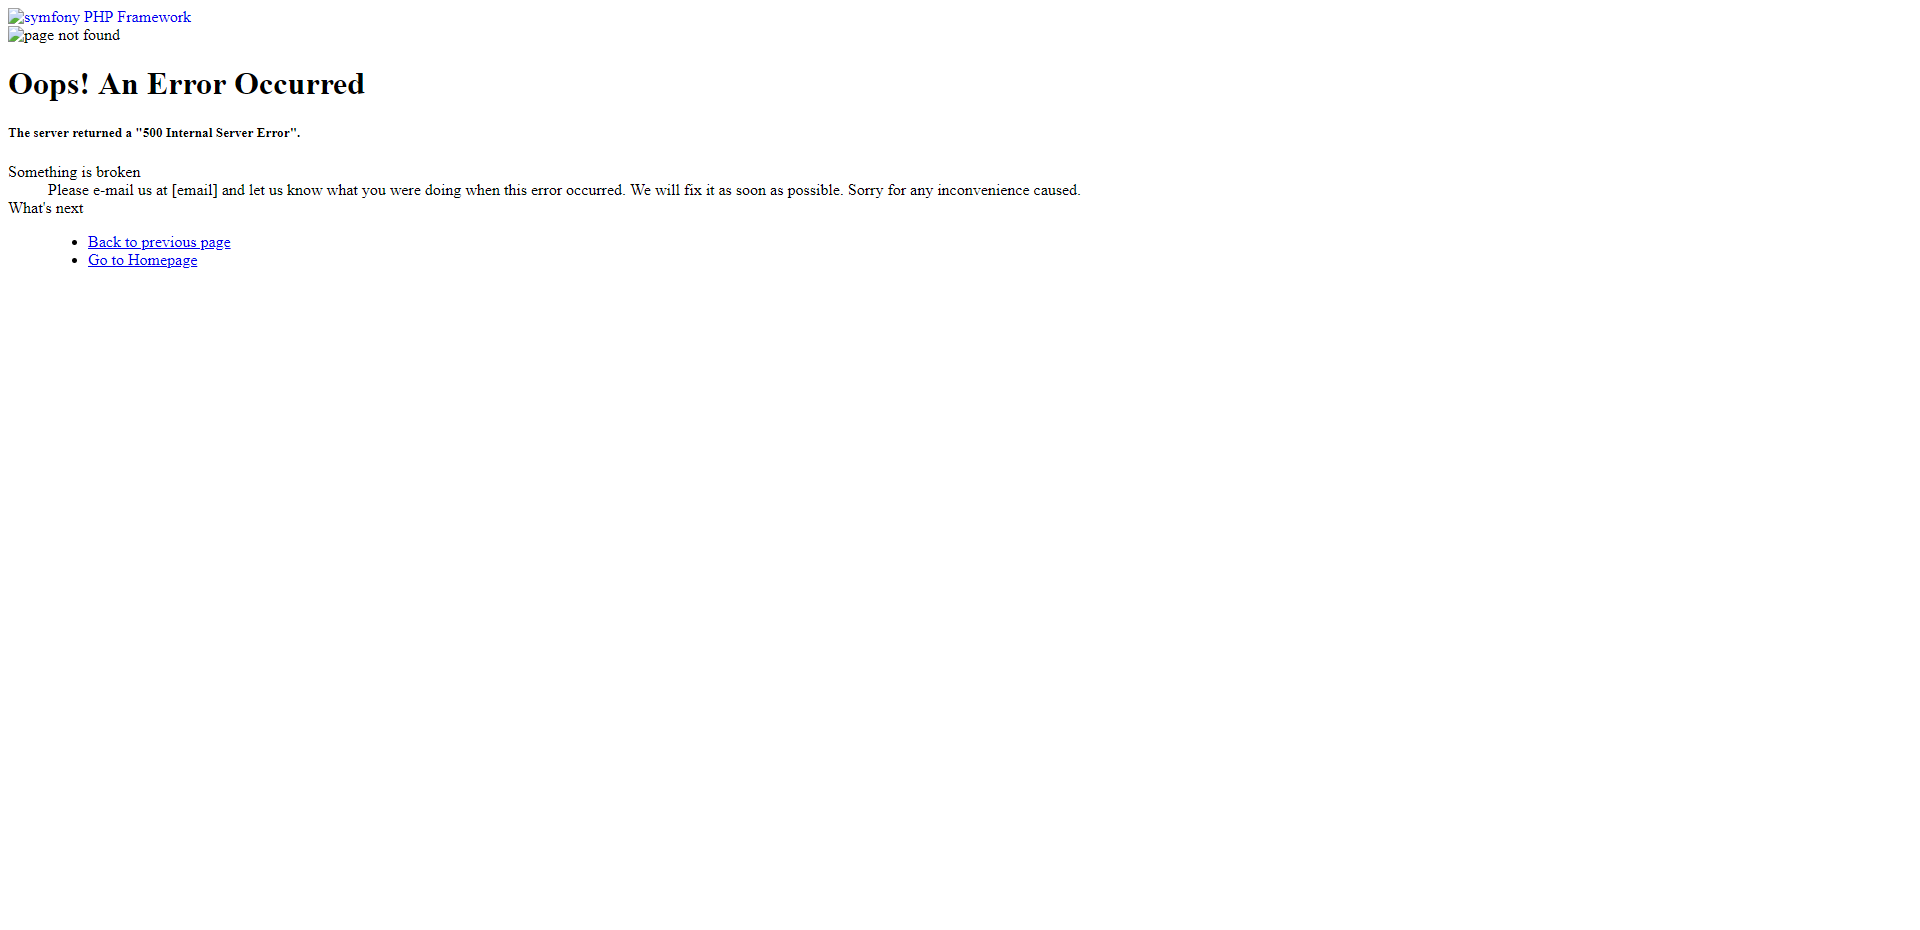 symfony PHP Framework
page not found
Oops! An Error Occurred
The server returned a "500 Internal Server Error".
Something is broken
Please e-mail us at [email] and let us know what you were doing when this error occurred. We will fix it as soon as possible. Sorry for any inconvenience caused.
What's next
Back to previous page
Go to Homepage